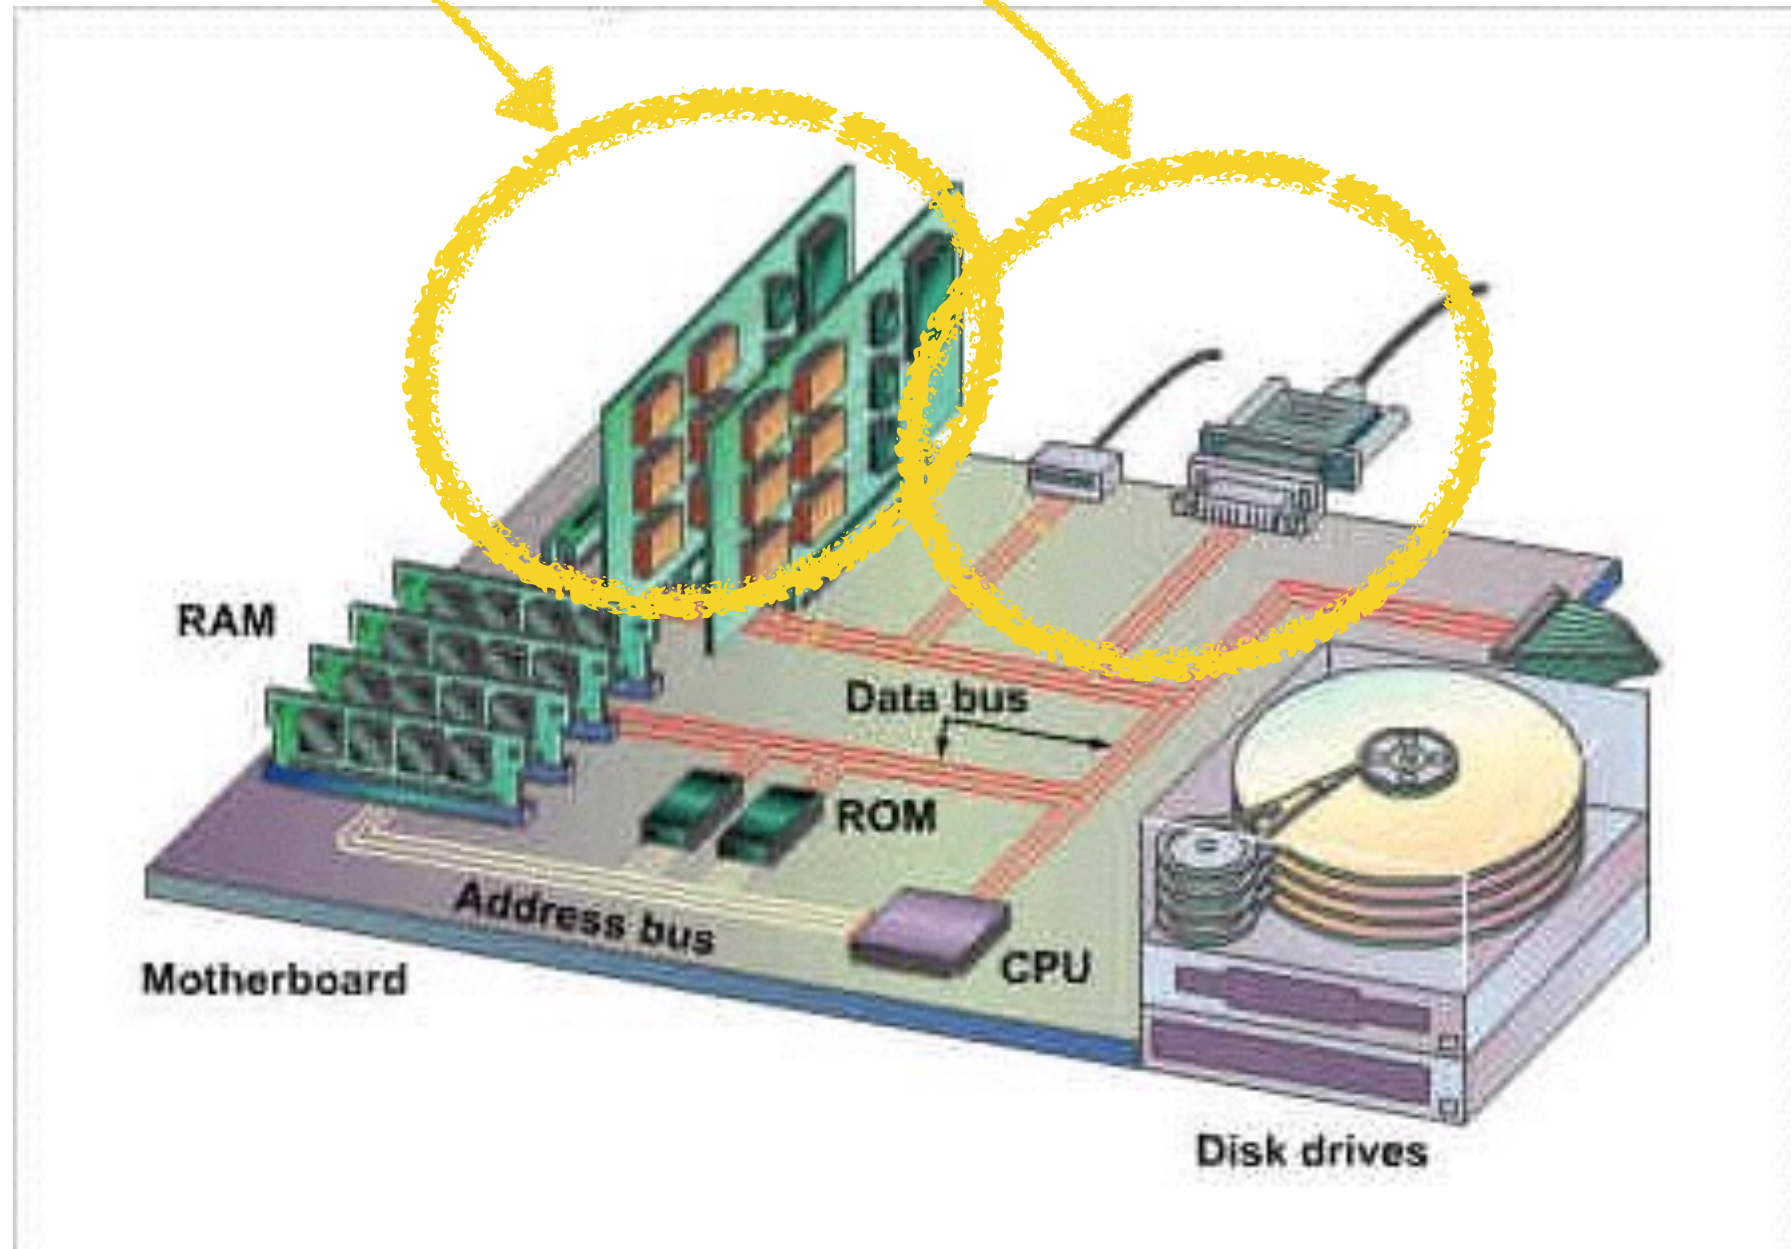 RAM
Data bus
ROM
Address bus
CPU
Motherboard
Disk drives